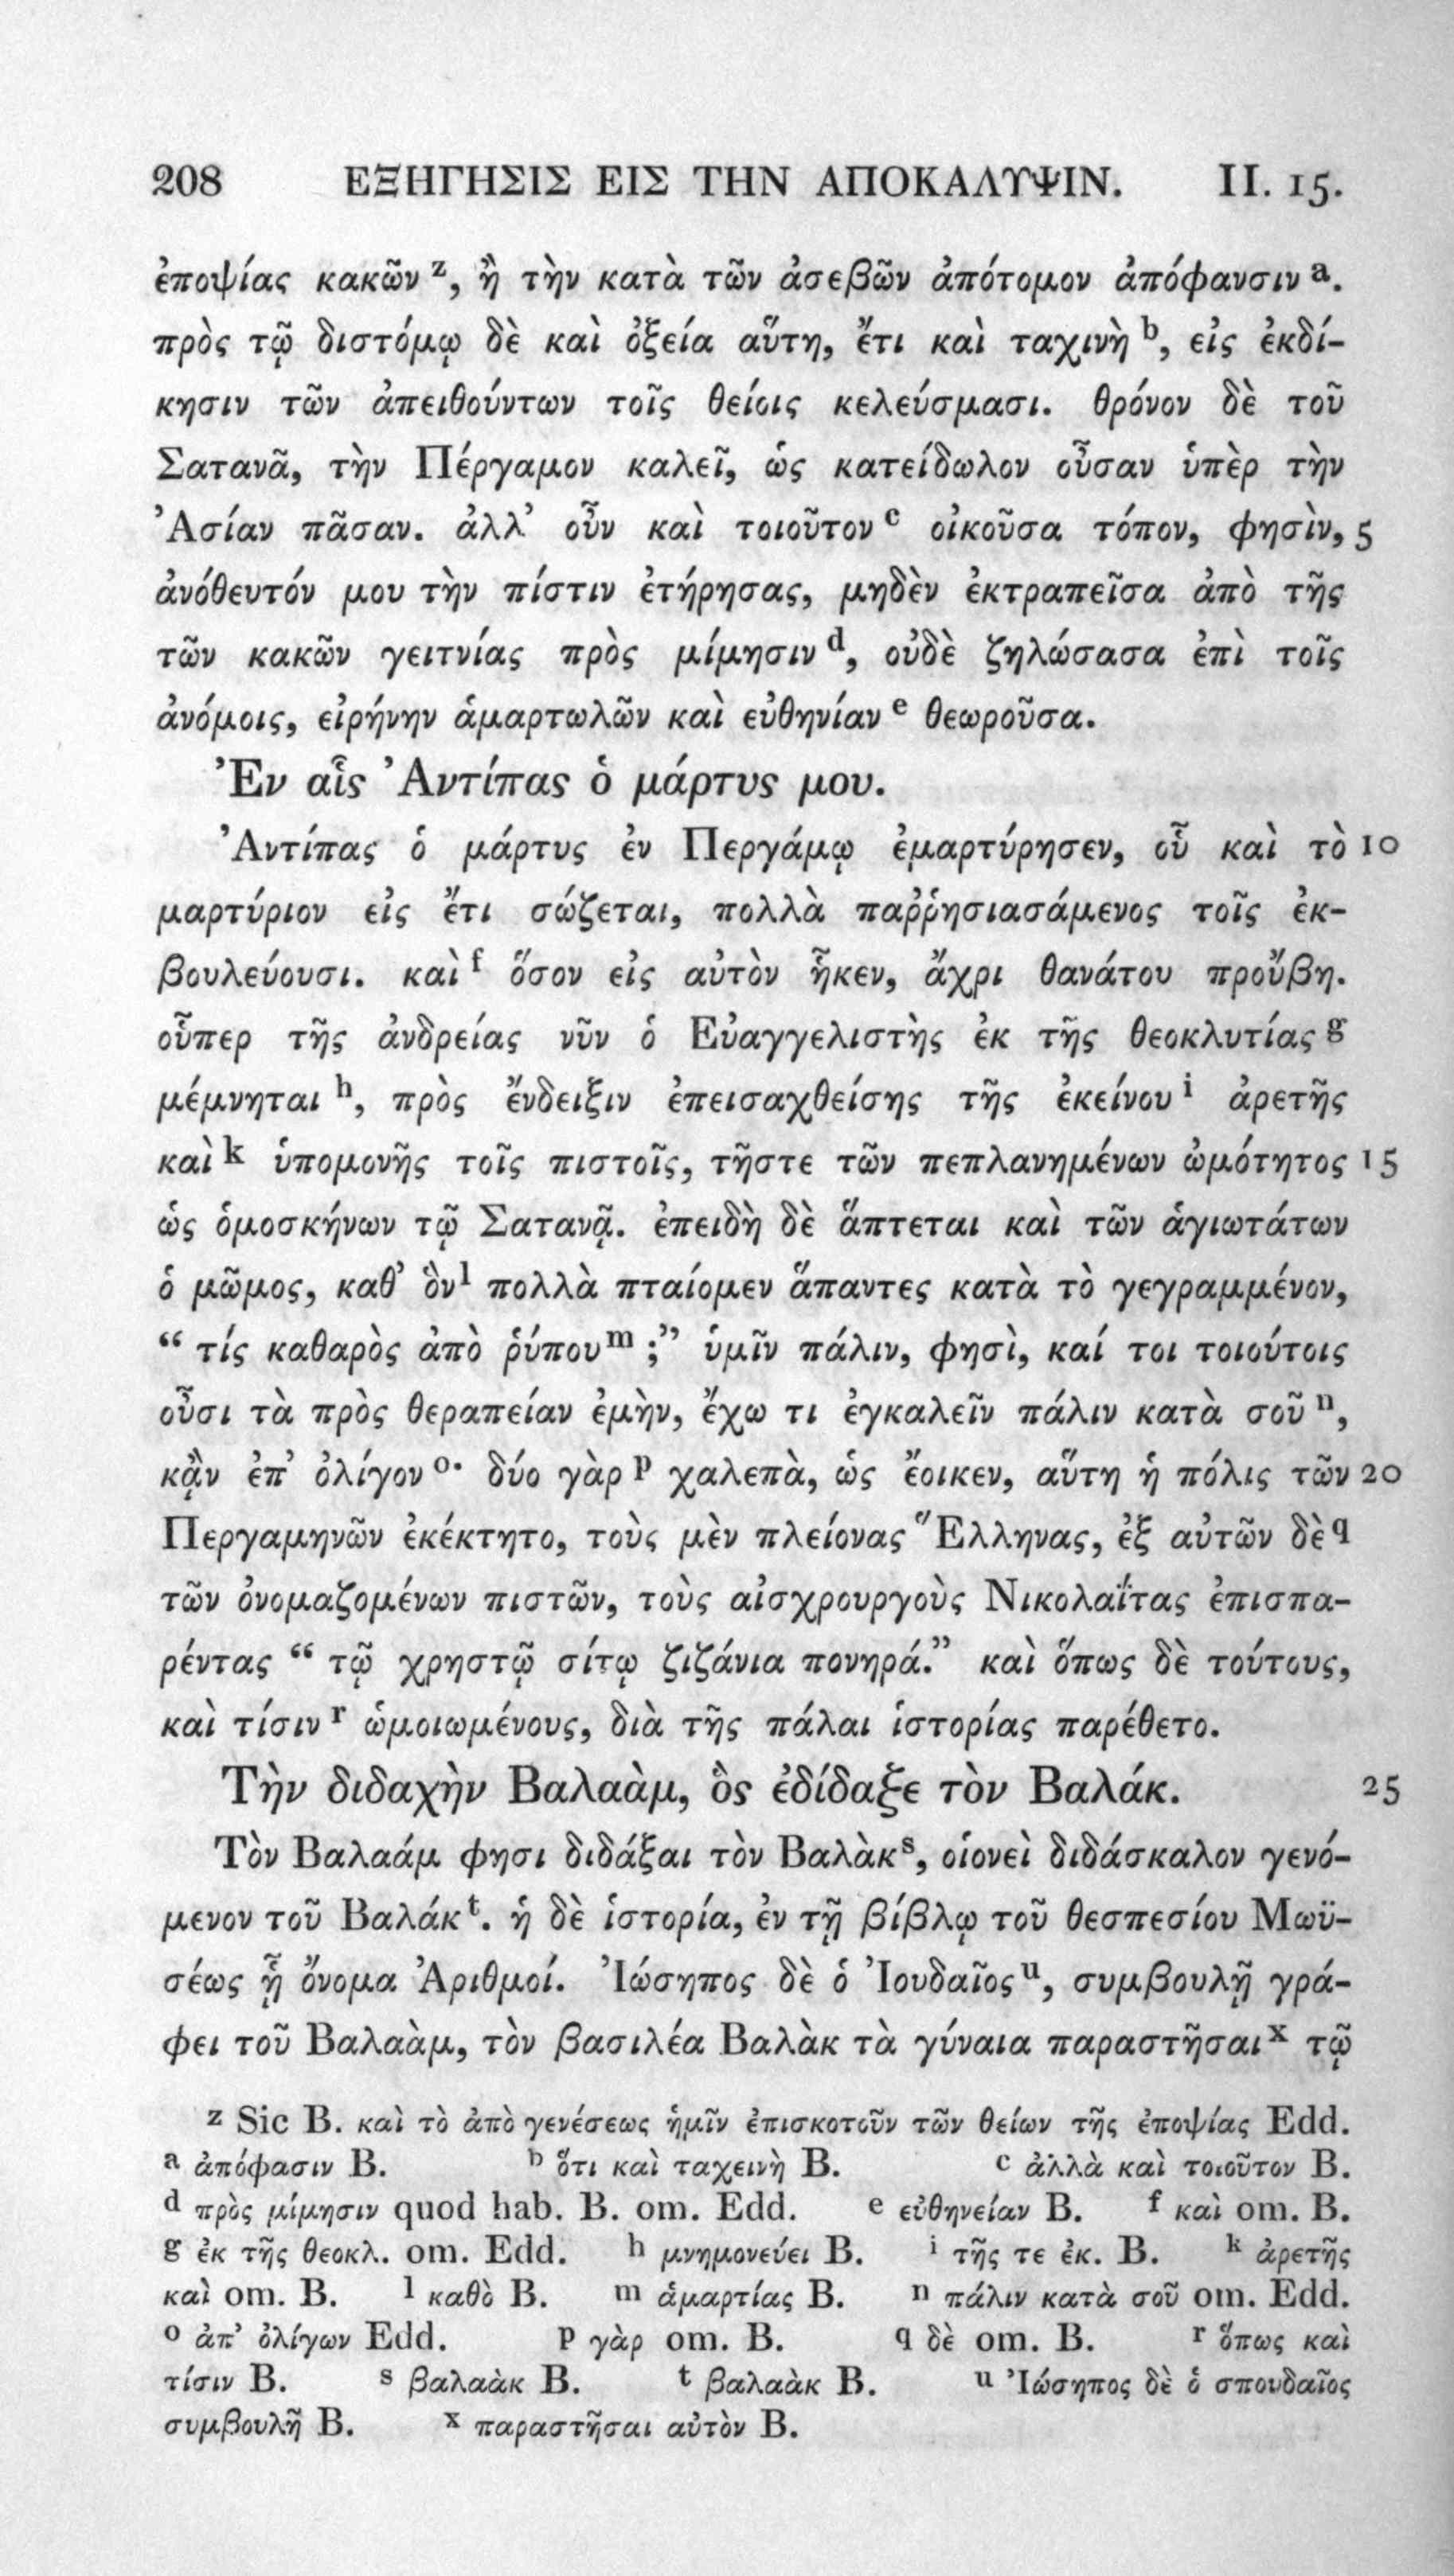 208 ΕΞΗΓΗΣΙΣ ΕΙΣ ΤΗΝ ΑΠΟΚΑΛΥΨΙΝ. II. 15.
ἐποψίας κακῶν z, ἢ τὴν κατὰ τῶν ἀσεβῶν ἀπότομον ἀπόφανσιν a.
πρὸς τῷ διστόμῳ δὲ καὶ ὀξεία αὕτη, ἔτι καὶ ταχινὴ b, εἰς ἐκδί-
κησιν τῶν ἀπειθούντων τοῖς θείοις κελεύσμασι. θρόνον δὲ τοῦ
Σατανᾶ, τὴν Πέργαμον καλεῖ, ὡς κατείδωλον οὖσαν ὑπὲρ τὴν
Ἀσίαν πᾶσαν. ἀλλ’ οὖν καὶ τοιοῦτον c οἰκοῦσα τόπον, φησὶν, 5
ἀνόθευτόν μου τὴν πίστιν ἐτήρησας, μηδὲν ἐκτραπεῖσα ἀπὸ τῆς
τῶν κακῶν γειτνίας πρὸς μίμησιν d, οὐδὲ ζηλώσασα ἐπὶ τοῖς
ἀνόμοις, εἰρήνην ἁμαρτωλῶν καὶ εὐθηνίαν e θεωροῦσα.
Ἐν αἷς Ἀντίπας ὁ μάρτυς μου.
Ἀντίπας ὁ μάρτυς ἐν Περγάμῳ ἐμαρτύρησεν, οὗ καὶ τὸ 10
μαρτύριον εἰς ἔτι σώζεται, πολλὰ παῤῥησιασάμενος τοῖς ἐκ-
βουλεύουσι. καὶ f ὅσον εἰς αὐτὸν ἧκεν, ἄχρι θανάτου προὔβη.
οὗπερ τῆς ἀνδρείας νῦν ὁ Εὐαγγελιστὴς ἐκ τῆς θεοκλυτίας g
μέμνηται h, πρὸς ἔνδειξιν ἐπεισαχθείσης τῆς ἐκείνου i ἀρετῆς
καὶ k ὑπομονῆς τοῖς πιστοῖς, τῆστε τῶν πεπλανημένων ὠμότητος 15
ὡς ὁμοσκήνων τῷ Σατανᾷ. ἐπειδὴ δὲ ἅπτεται καὶ τῶν ἁγιωτάτων
ὁ μῶμος, καθ’ ὃν l πολλὰ πταίομεν ἅπαντες κατὰ τὸ γεγραμμένον,
“ τίς καθαρὸς ἀπὸ ῥύπου m ;” ὑμῖν πάλιν, φησὶ, καί τοι τοιούτοις
οὖσι τὰ πρὸς θεραπείαν ἐμὴν, ἔχω τι ἐγκαλεῖν πάλιν κατὰ σοῦ n,
κᾂν ἐπ’ ὀλίγον o· δύο γὰρ p χαλεπὰ, ὡς ἔοικεν, αὕτη ἡ πόλις τῶν 20
Περγαμηνῶν ἐκέκτητο, τοὺς μὲν πλείονας Ἕλληνας, ἐξ αὐτῶν δὲ q
τῶν ὀνομαζομένων πιστῶν, τοὺς αἰσχρουργοὺς Νικολαΐτας ἐπισπα-
ρέντας “ τῷ χρηστῷ σίτῳ ζιζάνια πονηρά.” καὶ ὅπως δὲ τούτους,
καὶ τίσιν r ὡμοιωμένους, διὰ τῆς πάλαι ἱστορίας παρέθετο.
Τὴν διδαχὴν Βαλαὰμ, ὃς ἐδίδαξε τὸν Βαλάκ. 25
Τὸν Βαλαάμ φησι διδάξαι τὸν Βαλὰκ s, οἱονεὶ διδάσκαλον γενό-
μενον τοῦ Βαλάκ t. ἡ δὲ ἱστορία, ἐν τῇ βίβλῳ τοῦ θεσπεσίου Μωϋ-
σέως ᾗ ὄνομα Ἀριθμοί. Ἰώσηπος δὲ ὁ Ἰουδαῖος u, συμβουλῇ γρά-
φει τοῦ Βαλαὰμ, τὸν βασιλέα Βαλὰκ τὰ γύναια παραστῆσαι x τῷ
z Sic B. καὶ τὸ ἀπὸ γενέσεως ἡμῖν ἐπισκοτοῦν τῶν θείων τῆς ἐποψίας Edd.
a ἀπόφασιν B. b ὅτι καὶ ταχεινὴ B. c ἀλλὰ καὶ τοιοῦτον B.
d πρὸς μίμησιν quod hab. B. om. Edd. e εὐθηνείαν B. f καὶ om. B.
g ἐκ τῆς θεοκλ. om. Edd. h μνημονεύει B. i τῆς τε ἐκ. B. k ἀρετῆς
καὶ om. B. l καθὸ B. m ἁμαρτίας B. n πάλιν κατὰ σοῦ om. Edd.
o ἀπ’ ὀλίγων Edd. p γὰρ om. B. q δὲ om. B. r ὅπως καὶ
τίσιν B. s βαλαὰκ B. t βαλαὰκ B. u Ἰώσηπος δὲ ὁ σπουδαῖος
συμβουλῇ B. x παραστῆσαι αὐτὸν B.